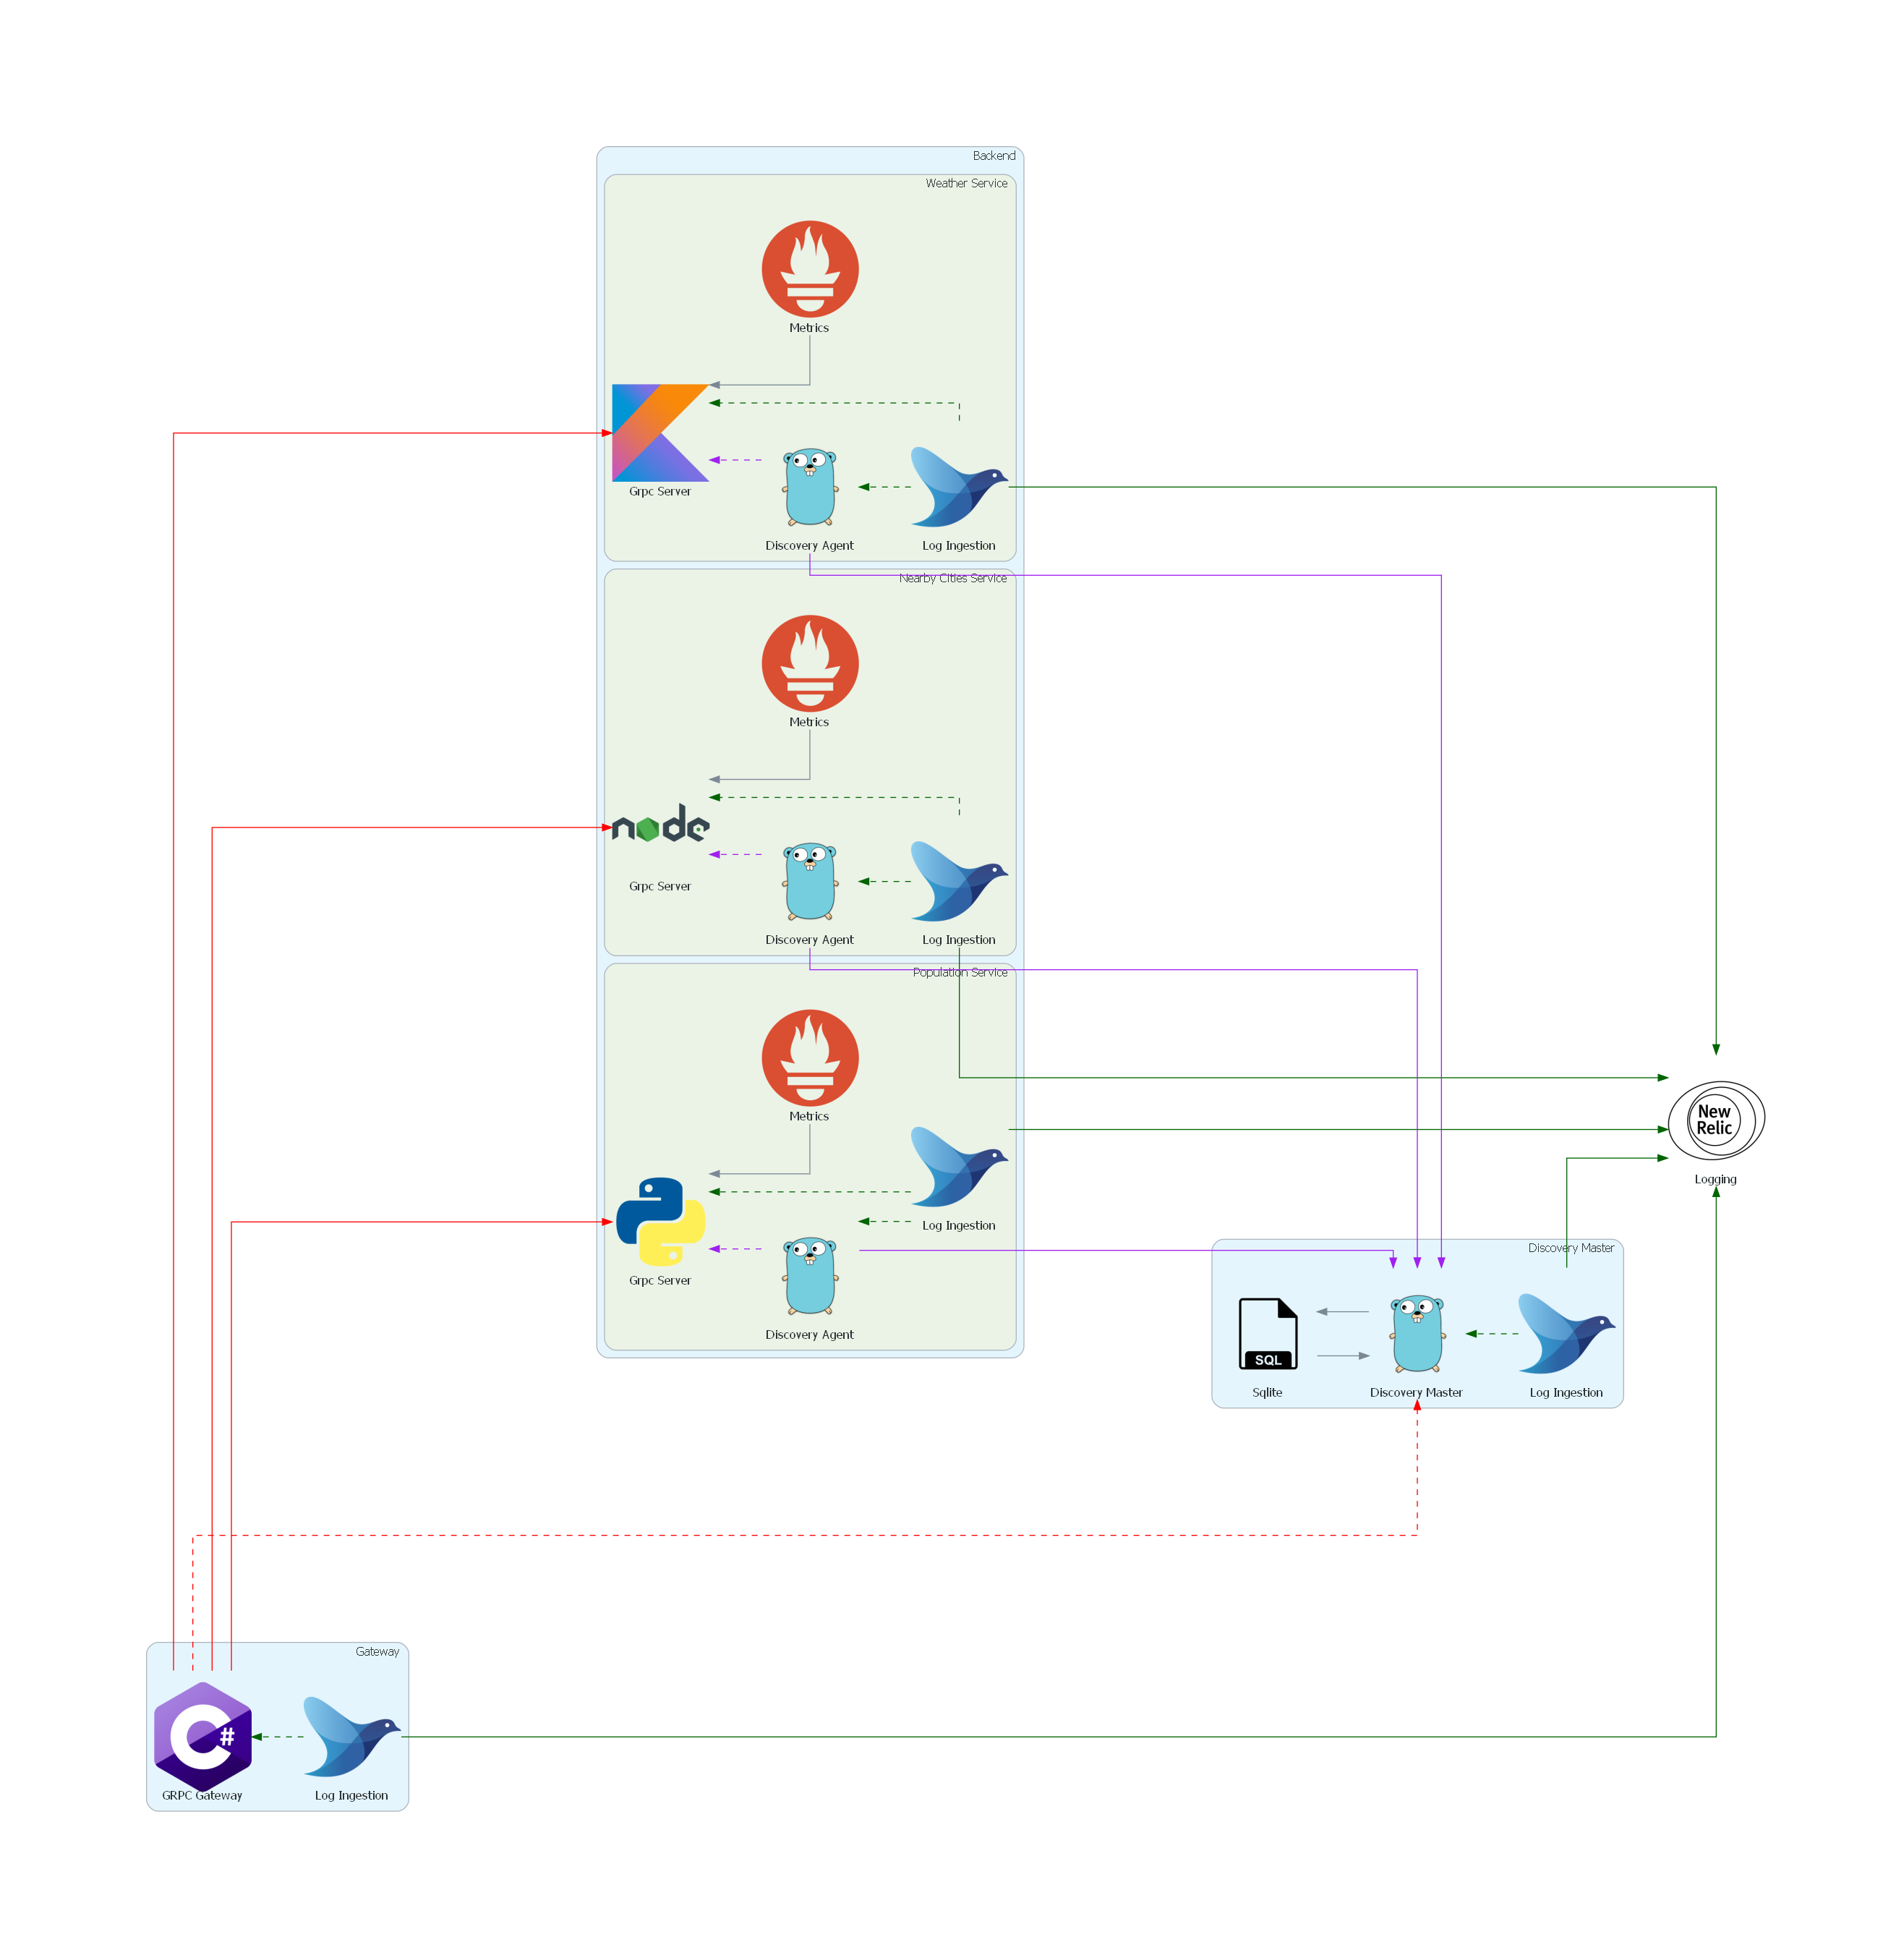 Backend
Weather Service
Metrics
Grpc Server
Discovery Agent
Log Ingestion
Nearby Cities Service
Metrics
node
Grpc Server
Discovery Agent
Log Ingestion
Population Service
Metrics
Log Ingestion
Grpc Server
Discovery Agent
New
Relic
Logging
Discovery Master
SQL
Sqlite
Discovery Master
Log Ingestion
Gateway
C#
GRPC Gateway
Log Ingestion